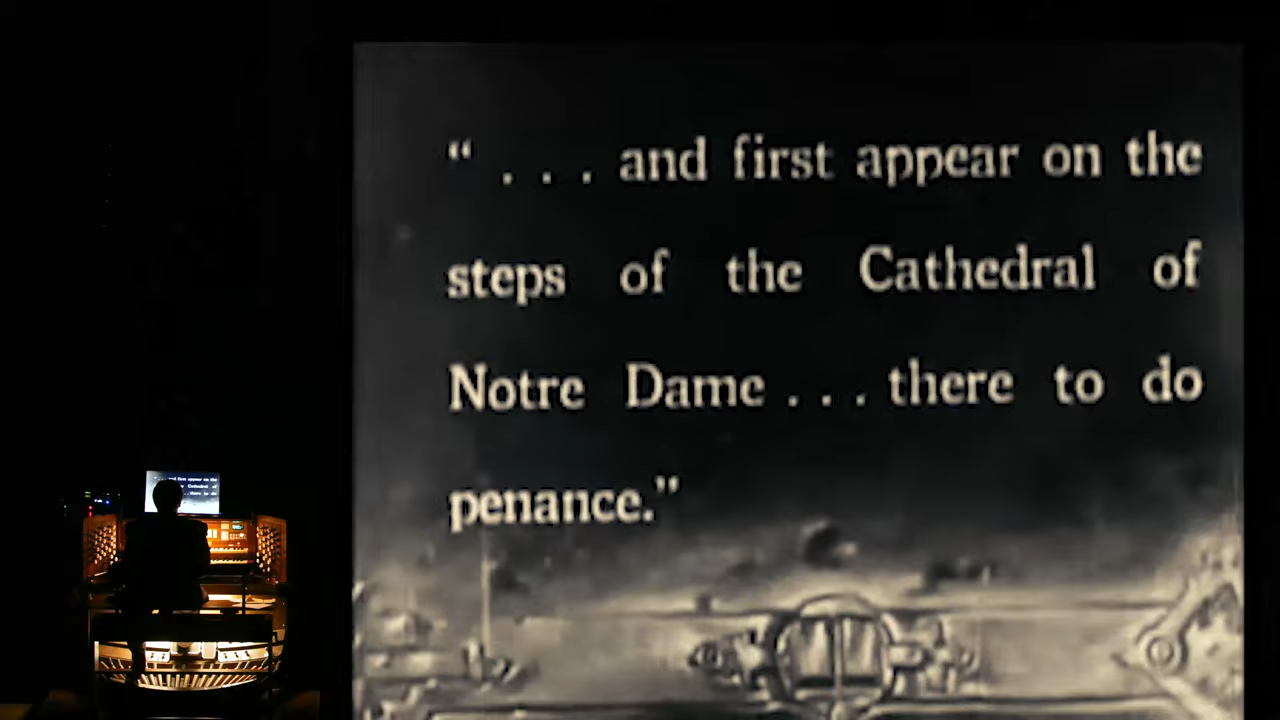 “ . . . and first appear on the
steps of the Cathedral of
Notre Dame . . . there to do
penance.”